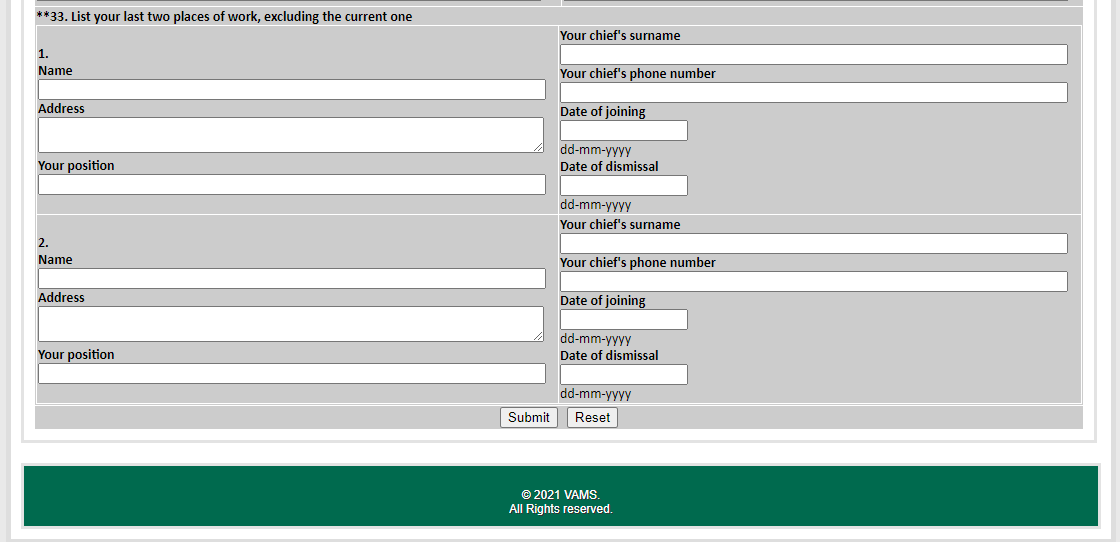 **33. List your last two places of work, excluding the current one
1.
Name
Address
Your position
Your chief's surname
Your chief's phone number
Date of joining
dd-mm-yyyy
Date of dismissal
dd-mm-yyyy
2.
Name
Address
Your position
Your chief's surname
Your chief's phone number
Date of joining
dd-mm-yyyy
Date of dismissal
dd-mm-yyyy
Submit Reset
© 2021 VAMS.
All Rights reserved.